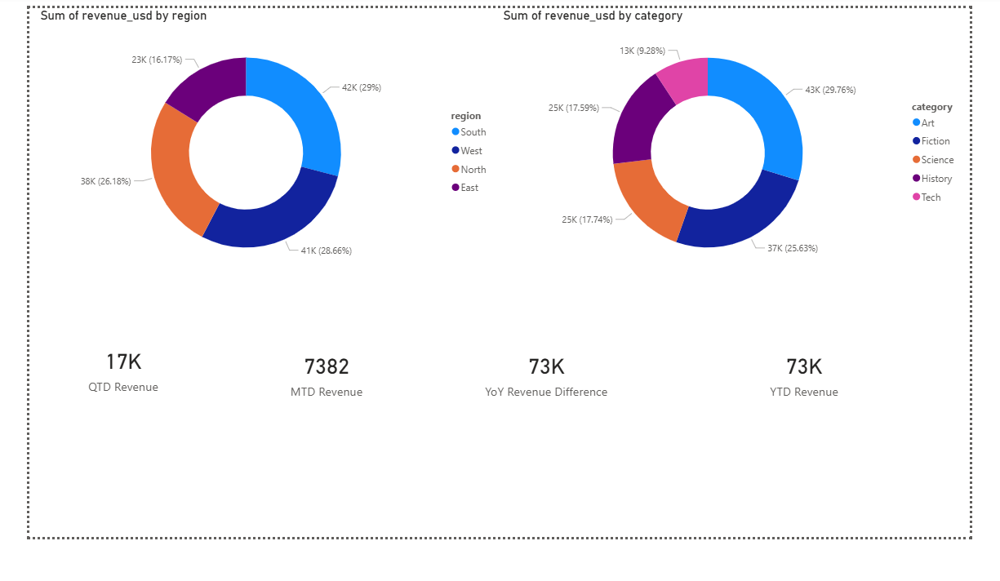 Sum of revenue_usd by region
23K (16.17%)
42K (29%)
38K (26.18%)
41K (28.66%)
region
South
West
North
East
Sum of revenue_usd by category
13K (9.28%)
43K (29.76%)
25K (17.59%)
25K (17.74%)
37K (25.63%)
category
Art
Fiction
Science
History
Tech
17K
QTD Revenue
7382
MTD Revenue
73K
YoY Revenue Difference
73K
YTD Revenue